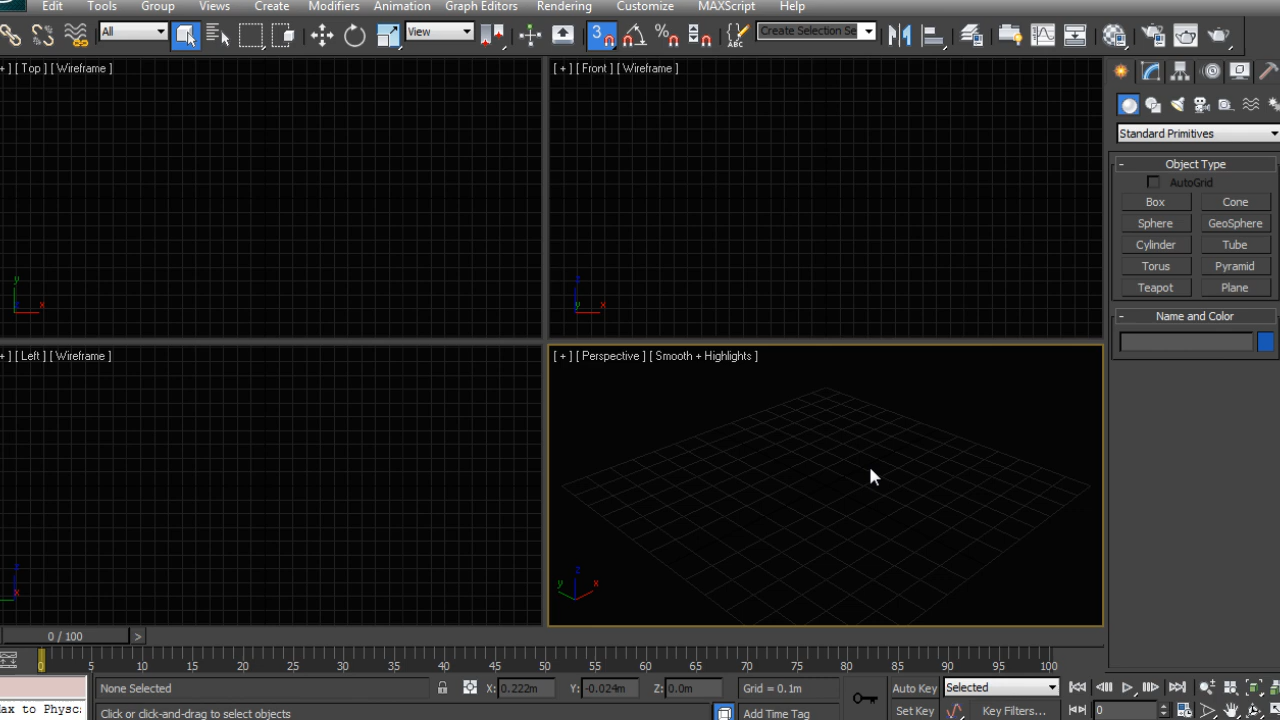 Edit Tools Group Views Create Modifiers Animation Graph Editors Rendering Customize MAXScript Help
All View 3 Create Selection Se
+ ] [ Top ] [ Wireframe ]
[ + ] [ Front ] [ Wireframe ]
Standard Primitives
- Object Type
AutoGrid
Box Cone
Sphere GeoSphere
Cylinder Tube
Torus Pyramid
Teapot Plane
- Name and Color
y x
z y x
+ ] [ Left ] [ Wireframe ]
[ + ] [ Perspective ] [ Smooth + Highlights ]
z x
y z x
0 / 100 >
0 5 10 15 20 25 30 35 40 45 50 55 60 65 70 75 80 85 90 95 100
None Selected X: 0.222m Y: -0.024m Z: 0.0m Grid = 0.1m Auto Key Selected
Max to Physc: Click or click-and-drag to select objects Add Time Tag Set Key Key Filters... 0